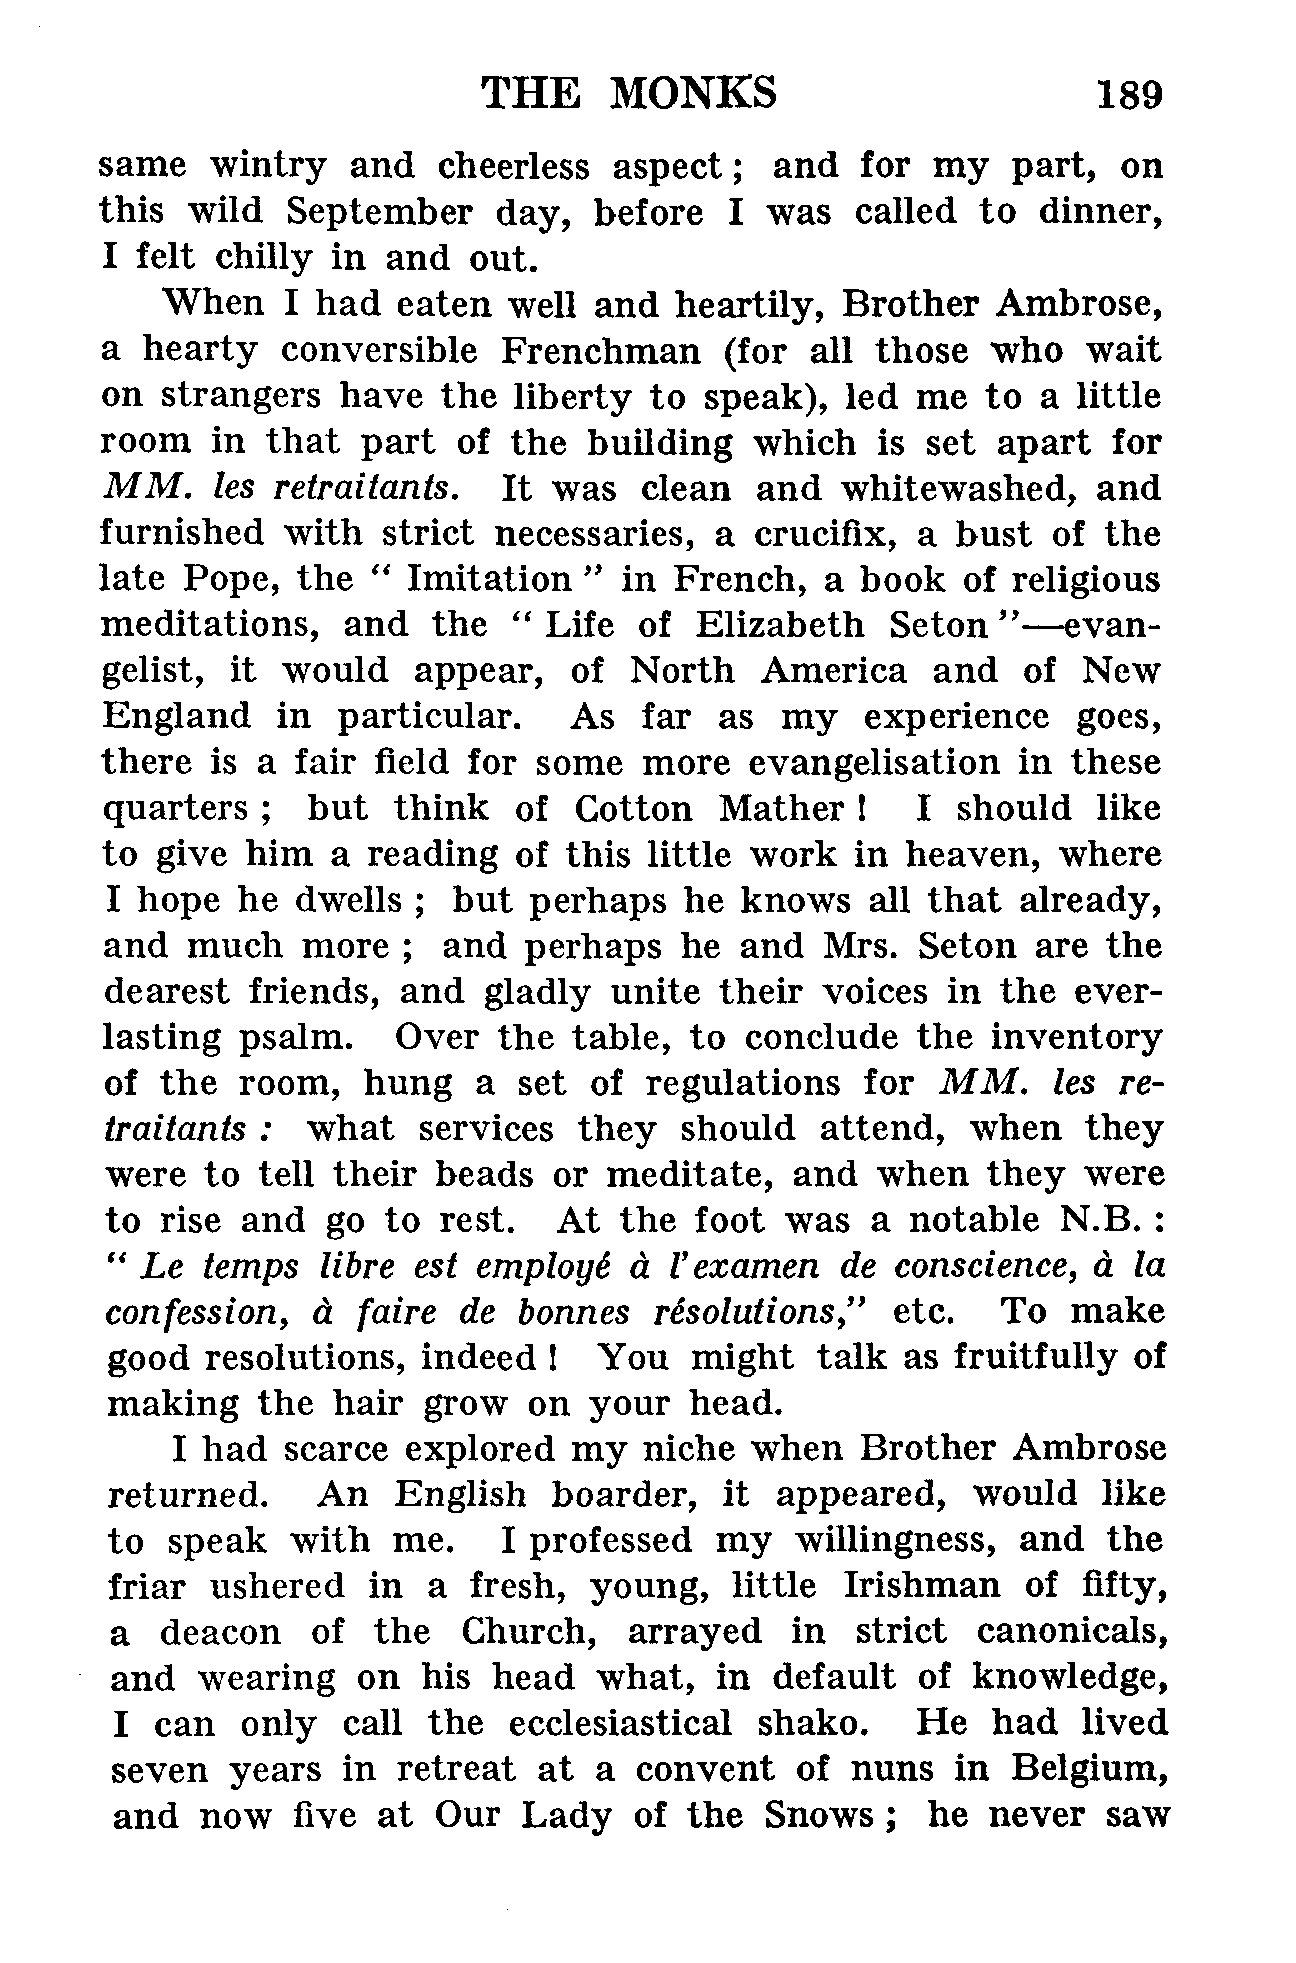 THE MONKS 189
same wintry and cheerless aspect ; and for my part, on
this wild September day, before I was called to dinner,
I felt chilly in and out.
When I had eaten well and heartily, Brother Ambrose,
a hearty conversible Frenchman (for all those who wait
on strangers have the liberty to speak), led me to a little
room in that part of the building which is set apart for
MM. les retraitants. It was clean and whitewashed, and
furnished with strict necessaries, a crucifix, a bust of the
late Pope, the “ Imitation ” in French, a book of religious
meditations, and the “ Life of Elizabeth Seton ”—evan-
gelist, it would appear, of North America and of New
England in particular. As far as my experience goes,
there is a fair field for some more evangelisation in these
quarters ; but think of Cotton Mather ! I should like
to give him a reading of this little work in heaven, where
I hope he dwells ; but perhaps he knows all that already,
and much more ; and perhaps he and Mrs. Seton are the
dearest friends, and gladly unite their voices in the ever-
lasting psalm. Over the table, to conclude the inventory
of the room, hung a set of regulations for MM. les re-
traitants : what services they should attend, when they
were to tell their beads or meditate, and when they were
to rise and go to rest. At the foot was a notable N.B. :
“ Le temps libre est employé à l’examen de conscience, à la
confession, à faire de bonnes résolutions,” etc. To make
good resolutions, indeed ! You might talk as fruitfully of
making the hair grow on your head.
I had scarce explored my niche when Brother Ambrose
returned. An English boarder, it appeared, would like
to speak with me. I professed my willingness, and the
friar ushered in a fresh, young, little Irishman of fifty,
a deacon of the Church, arrayed in strict canonicals,
and wearing on his head what, in default of knowledge,
I can only call the ecclesiastical shako. He had lived
seven years in retreat at a convent of nuns in Belgium,
and now five at Our Lady of the Snows ; he never saw